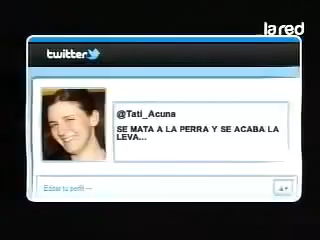 la red
twitter
@Tati_Acuna
SE MATA A LA PERRA Y SE ACABA LA
LEVA...
Editar tu perfil